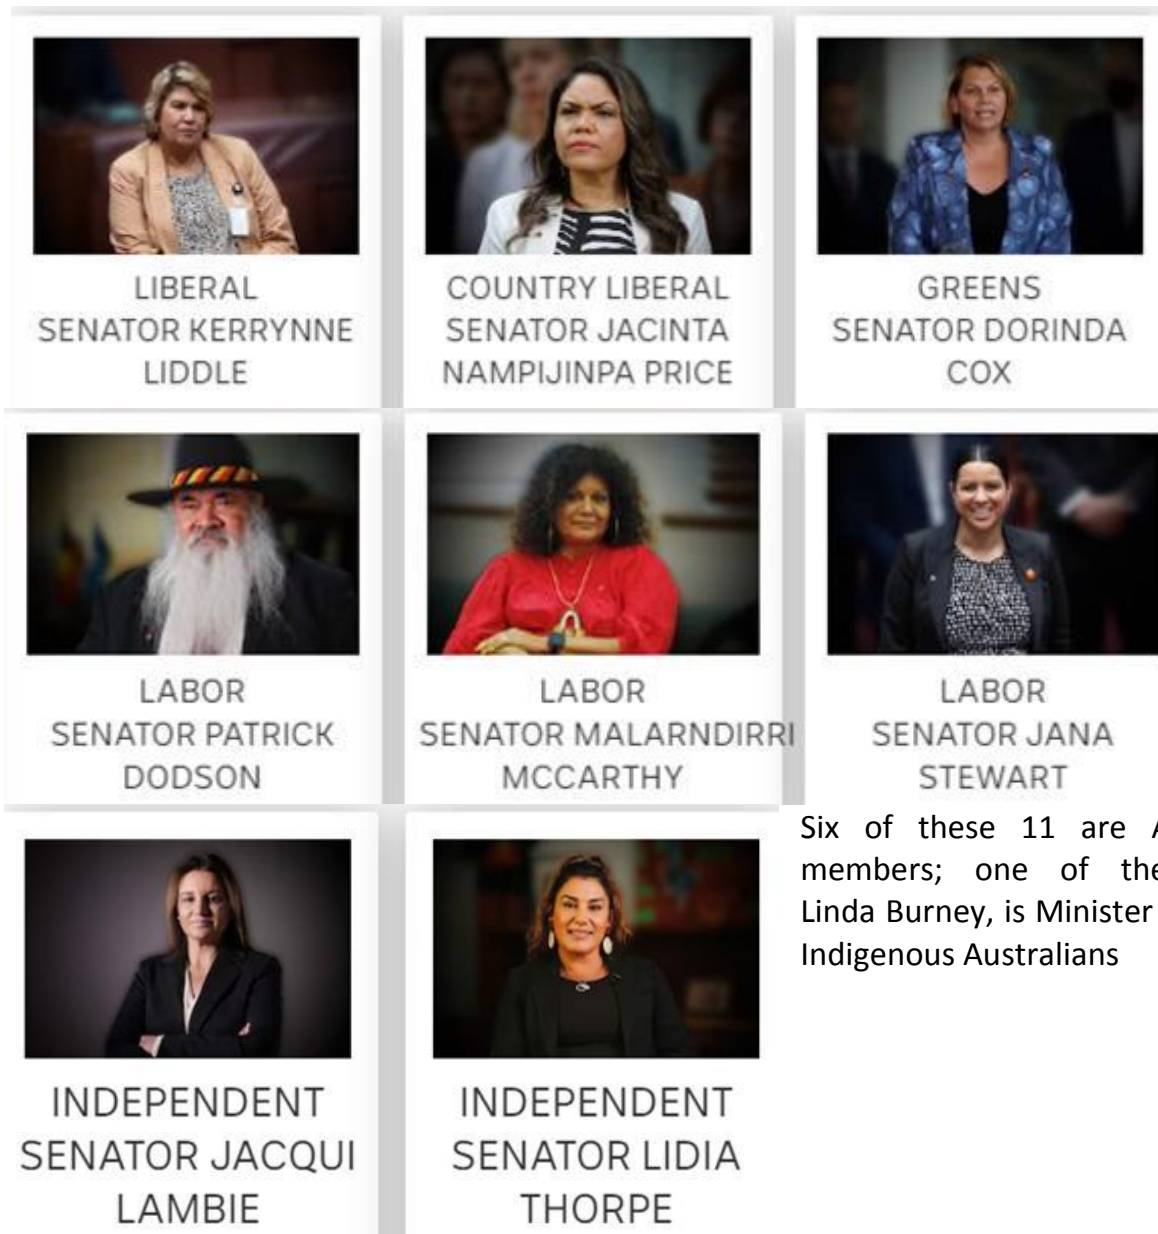 LIBERAL
SENATOR KERRYNNE
LIDDLE
COUNTRY LIBERAL
SENATOR JACINTA
NAMPIJINPA PRICE
GREENS
SENATOR DORINDA
COX
LABOR
SENATOR PATRICK
DODSON
LABOR
SENATOR MALARNDIRRI
MCCARTHY
LABOR
SENATOR JANA
STEWART
INDEPENDENT
SENATOR JACQUI
LAMBIE
INDEPENDENT
SENATOR LIDIA
THORPE
Six of these 11 are
members; one of
Linda Burney, is Minister
Indigenous Australians